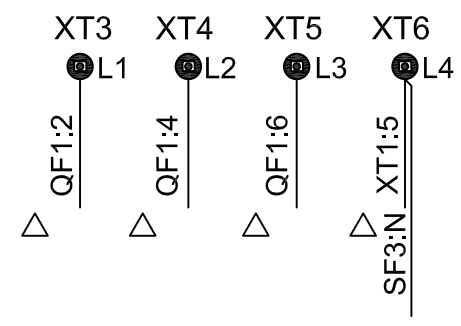 XT3 XT4 XT5 XT6
L1 L2 L3 L4
QF1:2 QF1:4 QF1:6 XT1:5
SF3:N